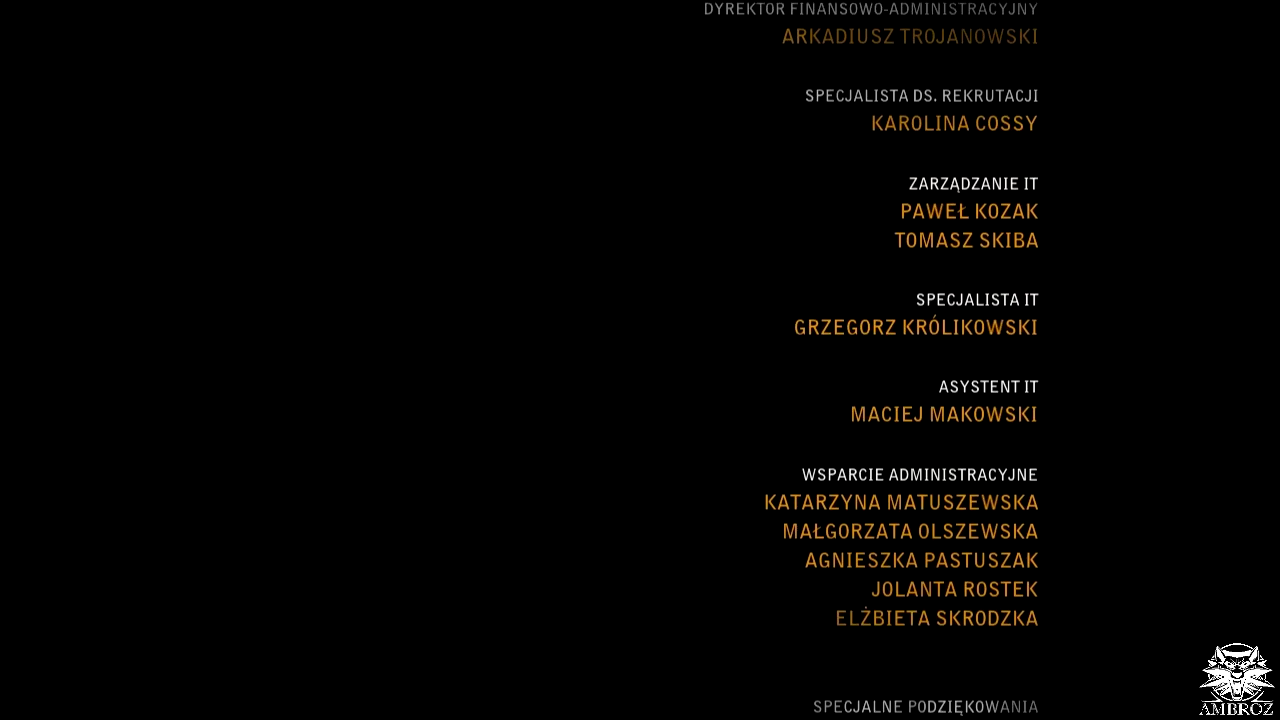 DYREKTOR FINANSOWO-ADMINISTRACYJNY
ARKADIUSZ TROJANOWSKI
SPECJALISTA DS. REKRUTACJI
KAROLINA COSSY
ZARZĄDZANIE IT
PAWEŁ KOZAK
TOMASZ SKIBA
SPECJALISTA IT
GRZEGORZ KRÓLIKOWSKI
ASYSTENT IT
MACIEJ MAKOWSKI
WSPARCIE ADMINISTRACYJNE
KATARZYNA MATUSZEWSKA
MAŁGORZATA OLSZEWSKA
AGNIESZKA PASTUSZAK
JOLANTA ROSTEK
ELŻBIETA SKRODZKA
SPECJALNE PODZIĘKOWANIA
AMBROZ